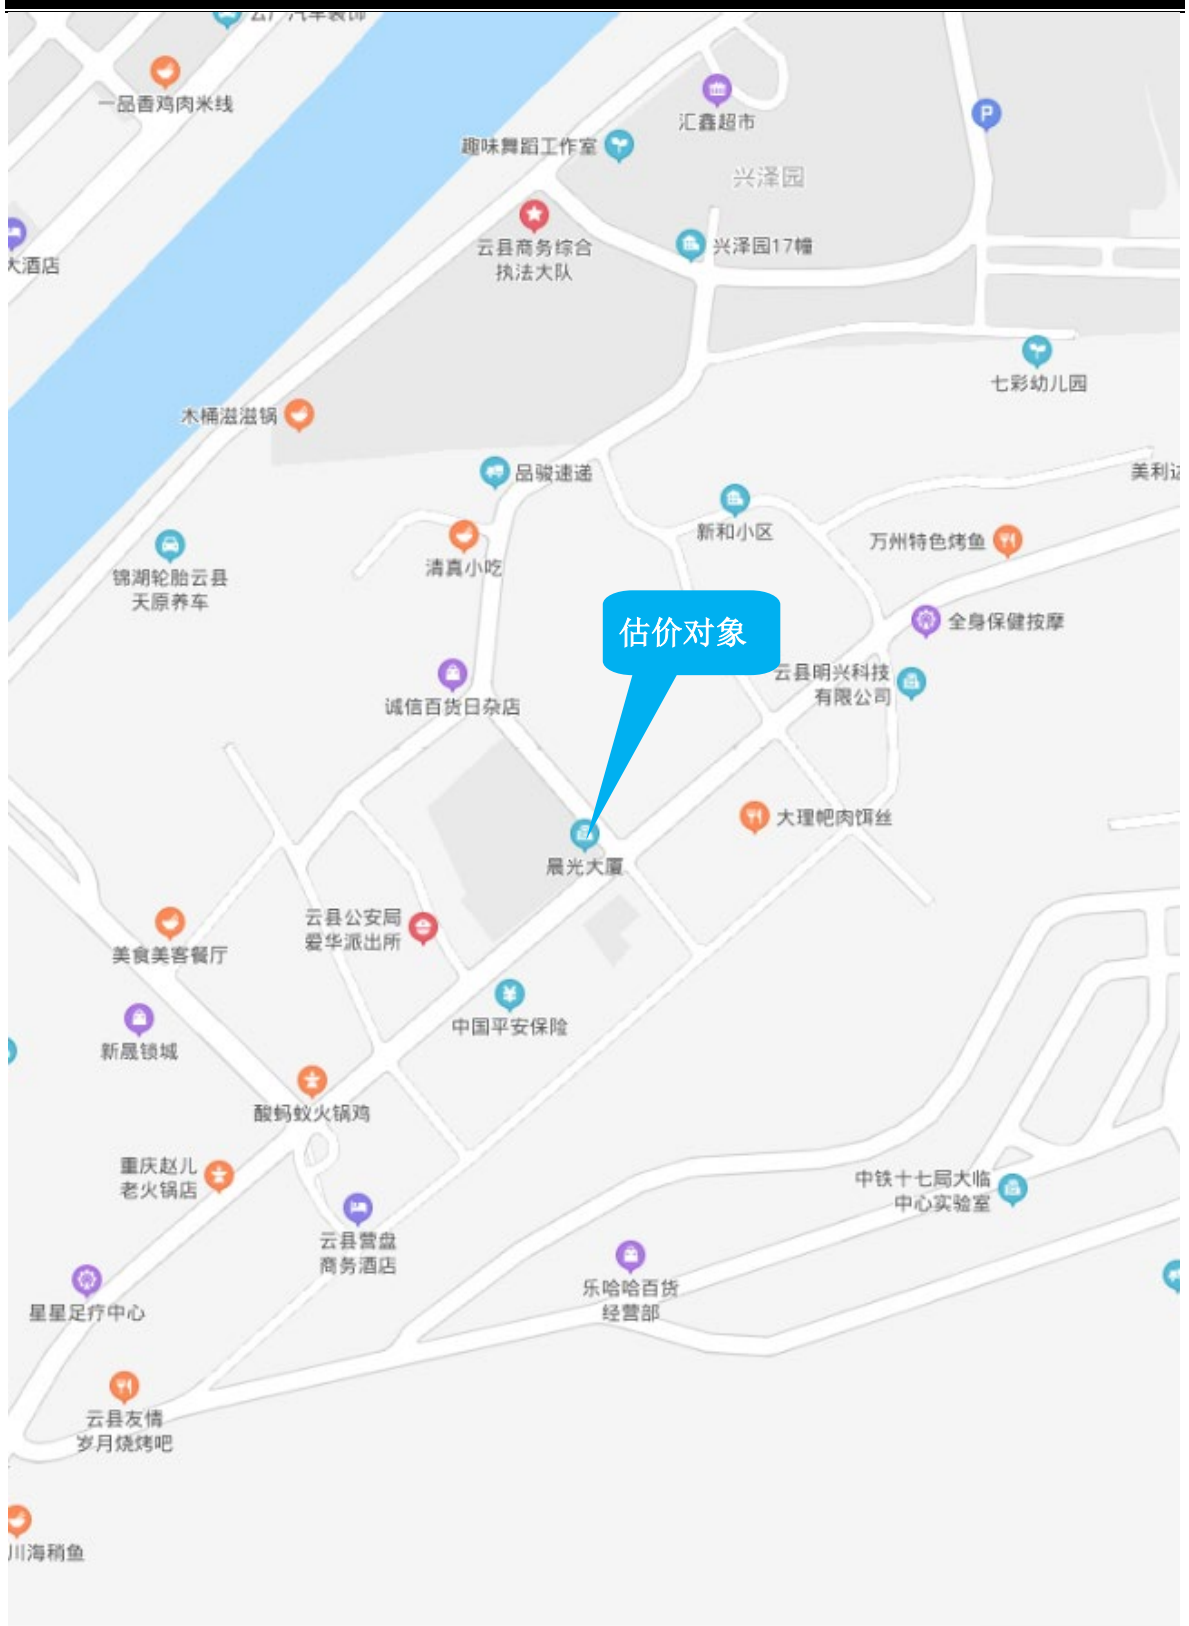 一品香鸡肉米线
汇鑫超市
P
趣味舞蹈工作室
兴泽园
云县商务综合
执法大队
兴泽园17幢
大酒店
七彩幼儿园
木桶滋滋锅
品骏速递
美利达
新和小区
万州特色烤鱼
清真小吃
锦湖轮胎云县
天原养车
估价对象
全身保健按摩
云县明兴科技
有限公司
诚信百货日杂店
大理粑肉饵丝
晨光大厦
云县公安局
爱华派出所
美食美客餐厅
中国平安保险
新晟锁城
酸蚂蚁火锅鸡
重庆赵儿
老火锅店
中铁十七局大临
中心实验室
云县营盘
商务酒店
乐哈哈百货
经营部
星星足疗中心
云县友情
岁月烧烤吧
川海稍鱼